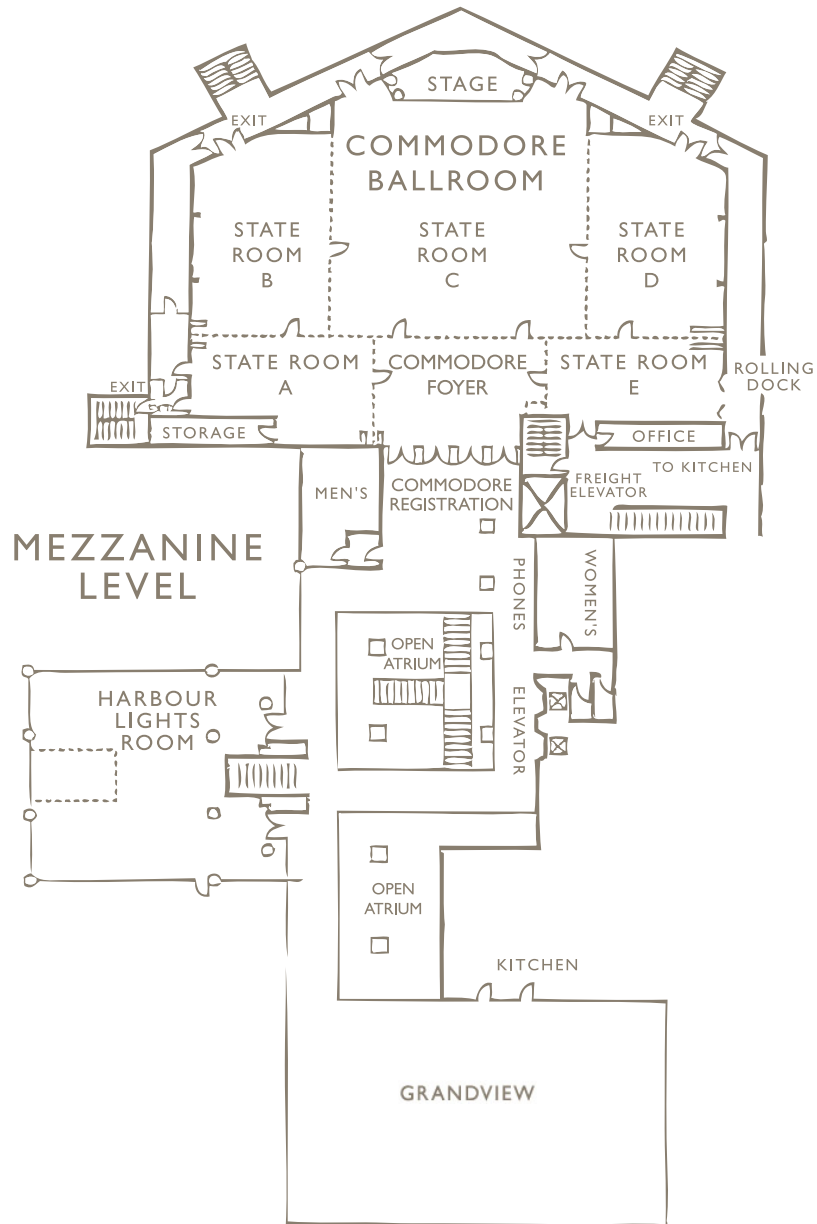 STAGE
EXIT
EXIT
COMMODORE
BALLROOM
STATE
ROOM
B
STATE
ROOM
C
STATE
ROOM
D
STATE ROOM
A
COMMODORE
FOYER
STATE ROOM
E
ROLLING
DOCK
EXIT
STORAGE
OFFICE
TO KITCHEN
MEN'S
COMMODORE
REGISTRATION
FREIGHT
ELEVATOR
MEZZANINE
LEVEL
PHONES
WOMEN'S
OPEN
ATRIUM
HARBOUR
LIGHTS
ROOM
ELEVATOR
OPEN
ATRIUM
KITCHEN
GRANDVIEW